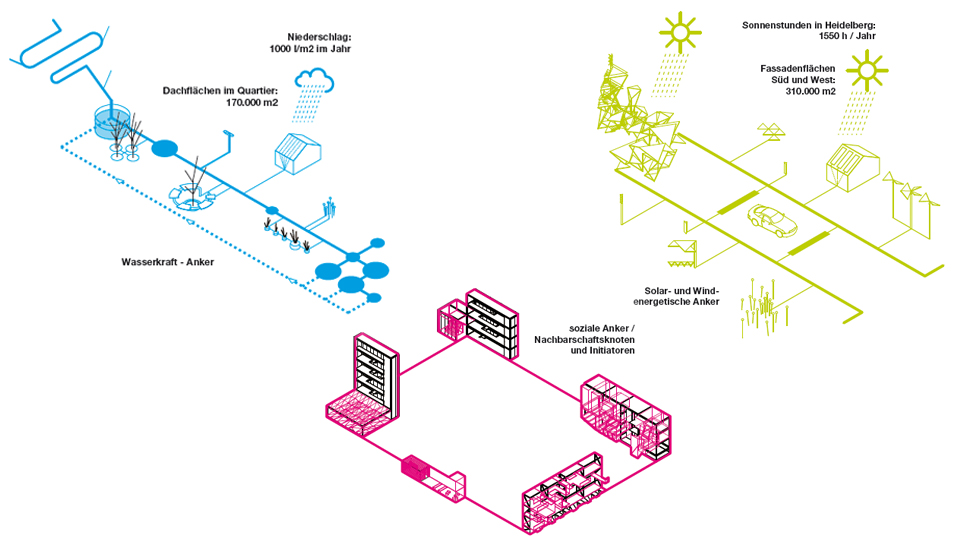 Niederschlag:
1000 l/m2 im Jahr
Dachflächen im Quartier:
170.000 m2
Wasserkraft - Anker
Sonnenstunden in Heidelberg:
1550 h / Jahr
Fassadenflächen
Süd und West:
310.000 m2
Solar- und Wind-
energetische Anker
soziale Anker /
Nachbarschaftsknoten
und Initiatoren